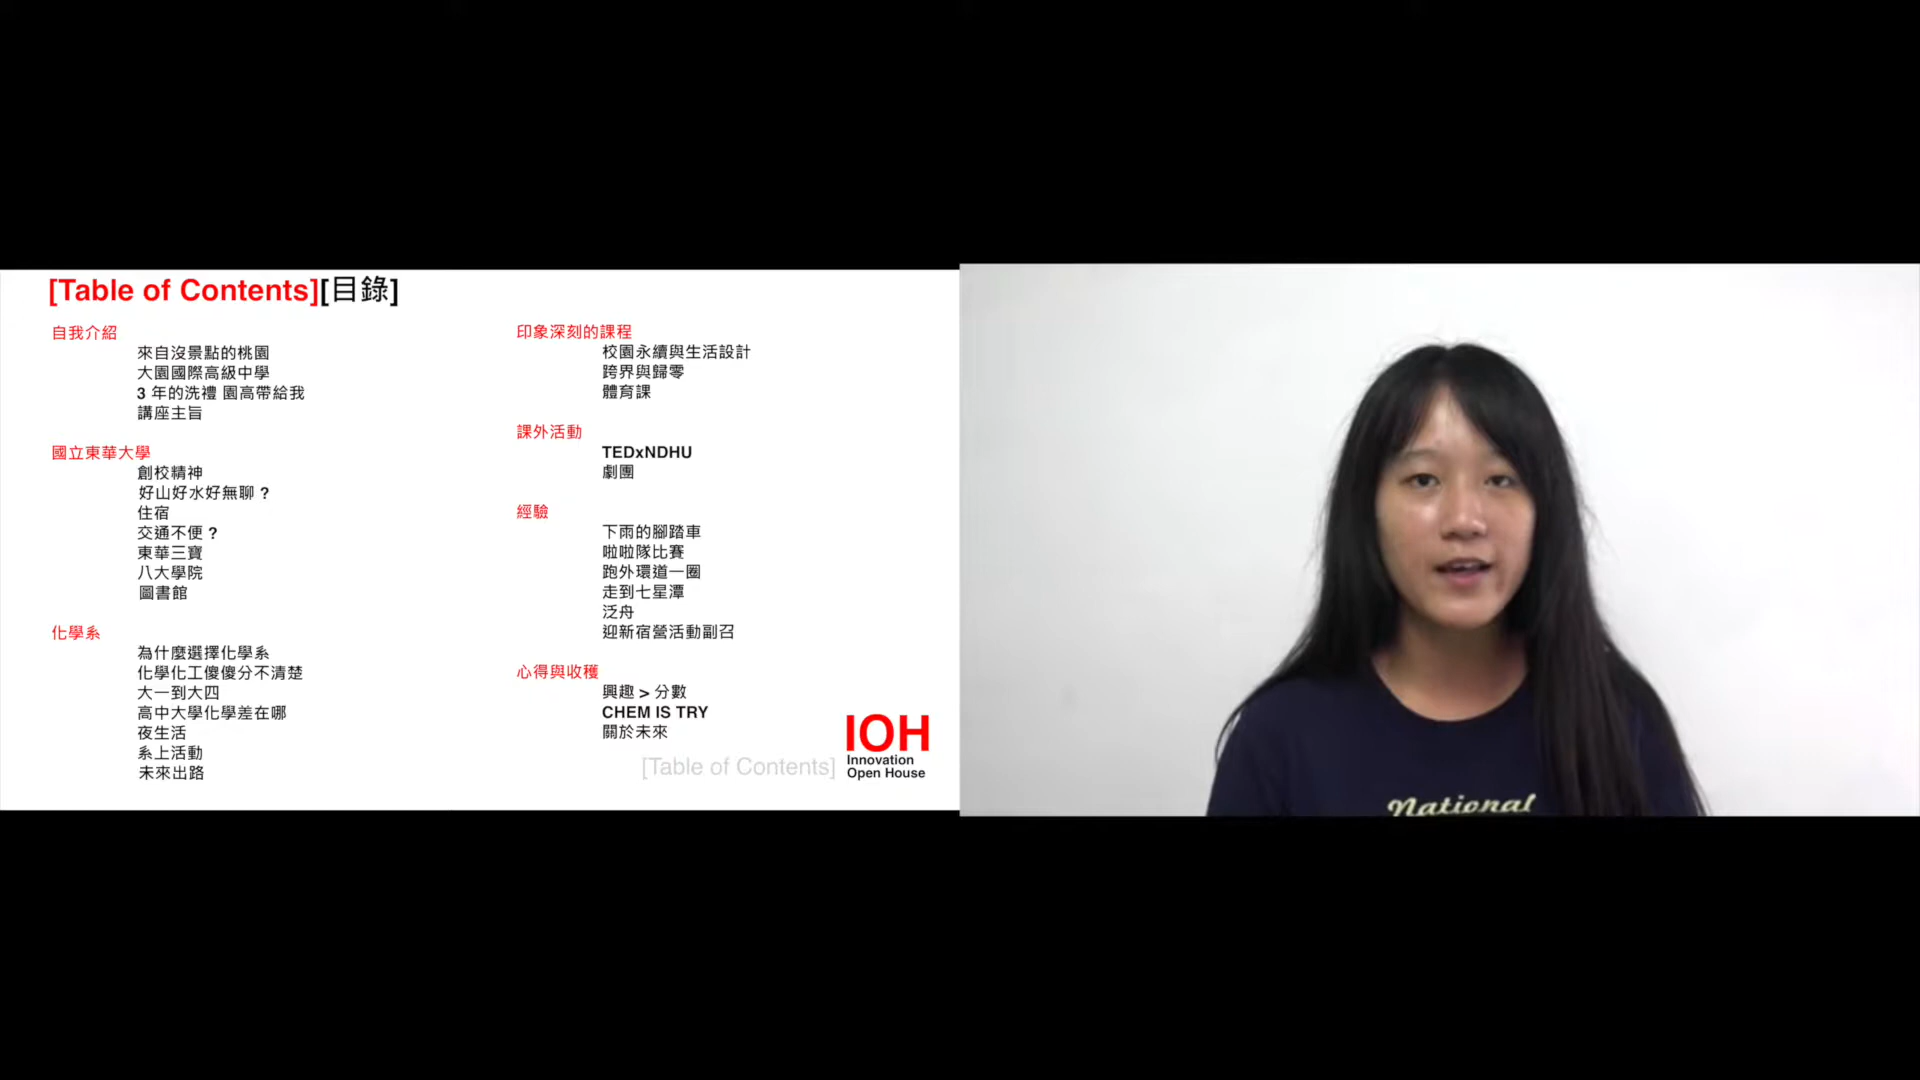 [Table of Contents][目錄]
自我介紹
來自沒景點的桃園
大園國際高級中學
3 年的洗禮 園高帶給我
講座主旨
國立東華大學
創校精神
好山好水好無聊 ?
住宿
交通不便 ?
東華三寶
八大學院
圖書館
化學系
為什麼選擇化學系
化學化工傻傻分不清楚
大一到大四
高中大學化學差在哪
夜生活
系上活動
未來出路
印象深刻的課程
校園永續與生活設計
跨界與歸零
體育課
課外活動
TEDxNDHU
劇團
經驗
下雨的腳踏車
啦啦隊比賽
跑外環道一圈
走到七星潭
泛舟
迎新宿營活動副召
心得與收穫
興趣 > 分數
CHEM IS TRY
關於未來
[Table of Contents]
IOH
Innovation
Open House
National